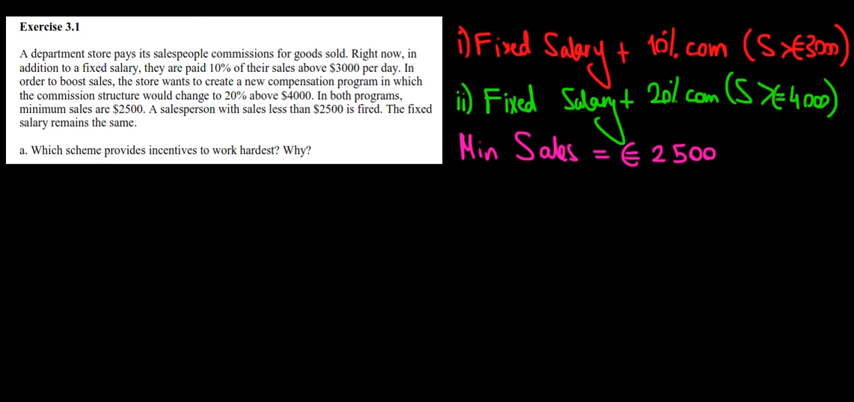 Exercise 3.1
A department store pays its salespeople commissions for goods sold. Right now, in
addition to a fixed salary, they are paid 10% of their sales above $3000 per day. In
order to boost sales, the store wants to create a new compensation program in which
the commission structure would change to 20% above $4000. In both programs,
minimum sales are $2500. A salesperson with sales less than $2500 is fired. The fixed
salary remains the same.
a. Which scheme provides incentives to work hardest? Why?
i) Fixed Salary + 10% com (S > €3000)
ii) Fixed Salary + 20% com (S > €4000)
Min Sales = € 2500